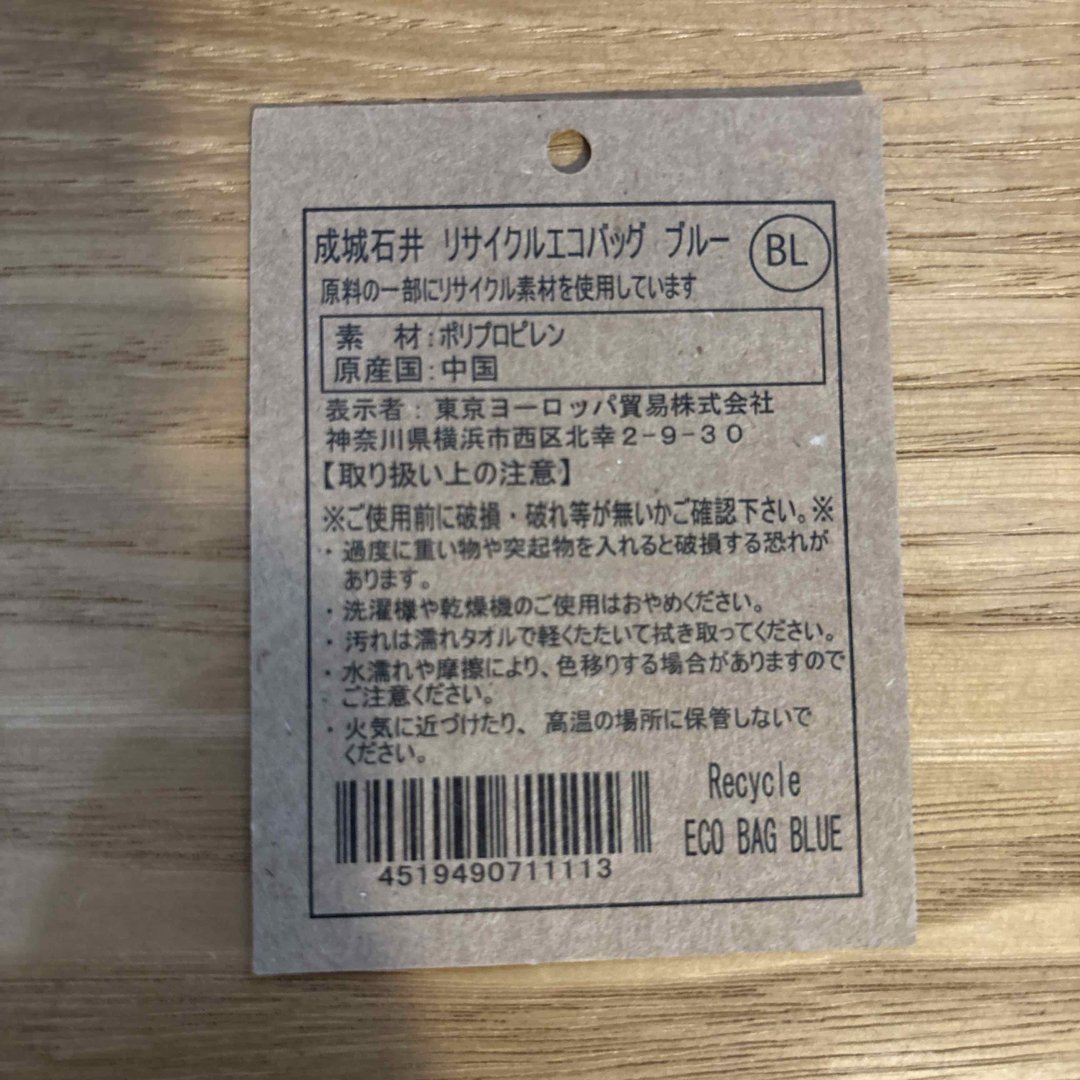 成城石井 リサイクルエコバッグ ブルー BL
原料の一部にリサイクル素材を使用しています
素 材:ポリプロピレン
原産国:中国
表示者:東京ヨーロッパ貿易株式会社
神奈川県横浜市西区北幸2-9-30
【取り扱い上の注意】
※ご使用前に破損・破れ等が無いかご確認下さい。※
・過度に重い物や突起物を入れると破損する恐れが
あります。
・洗濯機や乾燥機のご使用はおやめください。
・汚れは濡れタオルで軽くたたいて拭き取ってください。
・水濡れや摩擦により、色移りする場合がありますので
ご注意ください。
・火気に近づけたり、高温の場所に保管しないで
ください。
4519490711113
Recycle
ECO BAG BLUE